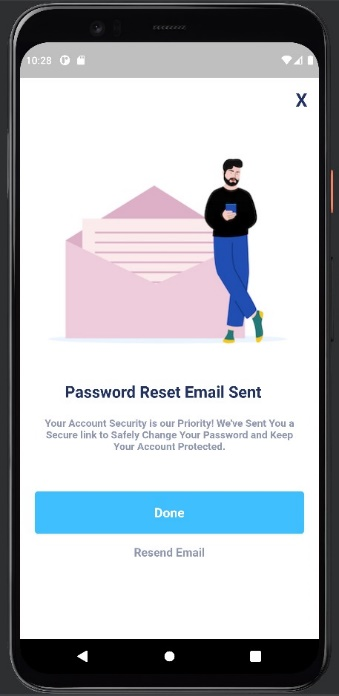 10:28
X
Password Reset Email Sent
Your Account Security is our Priority! We've Sent You a
Secure link to Safely Change Your Password and Keep
Your Account Protected.
Done
Resend Email